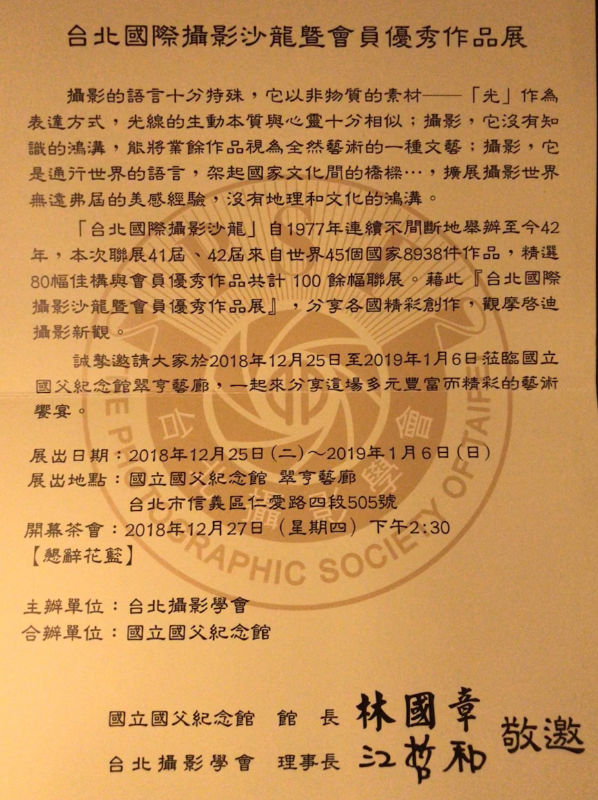 台北國際攝影沙龍暨會員優秀作品展
攝影的語言十分特殊，它以非物質的素材——「光」作為
表達方式，光線的生動本質與心靈十分相似；攝影，它沒有知
識的鴻溝，能將業餘作品視為全然藝術的一種文藝；攝影，它
是通行世界的語言，架起國家文化間的橋樑…，擴展攝影世界
無遠弗屆的美感經驗，沒有地理和文化的鴻溝。
「台北國際攝影沙龍」自1977年連續不間斷地舉辦至今42
年，本次聯展41屆、42屆來自世界45個國家8938件作品，精選
80幅佳構與會員優秀作品共計 100 餘幅聯展。藉此『台北國際
攝影沙龍暨會員優秀作品展』，分享各國精彩創作，觀摩啓迪
攝影新觀。
誠摯邀請大家於2018年12月25日至2019年1月6日蒞臨國立
國父紀念館翠亨藝廊，一起來分享這場多元豐富而精彩的藝術
饗宴。
展出日期：2018年12月25日(二)～2019年1月6日(日)
展出地點：國立國父紀念館 翠亨藝廊
台北市信義區仁愛路四段505號
開幕茶會：2018年12月27日（星期四）下午2:30
【懇辭花籃】
主辦單位：台北攝影學會
合辦單位：國立國父紀念館
國立國父紀念館 館 長 林國章
台北攝影學會 理事長 江哲和
敬邀
THE PHOTOGRAPHIC SOCIETY OF TAIPEI
台北攝影學會